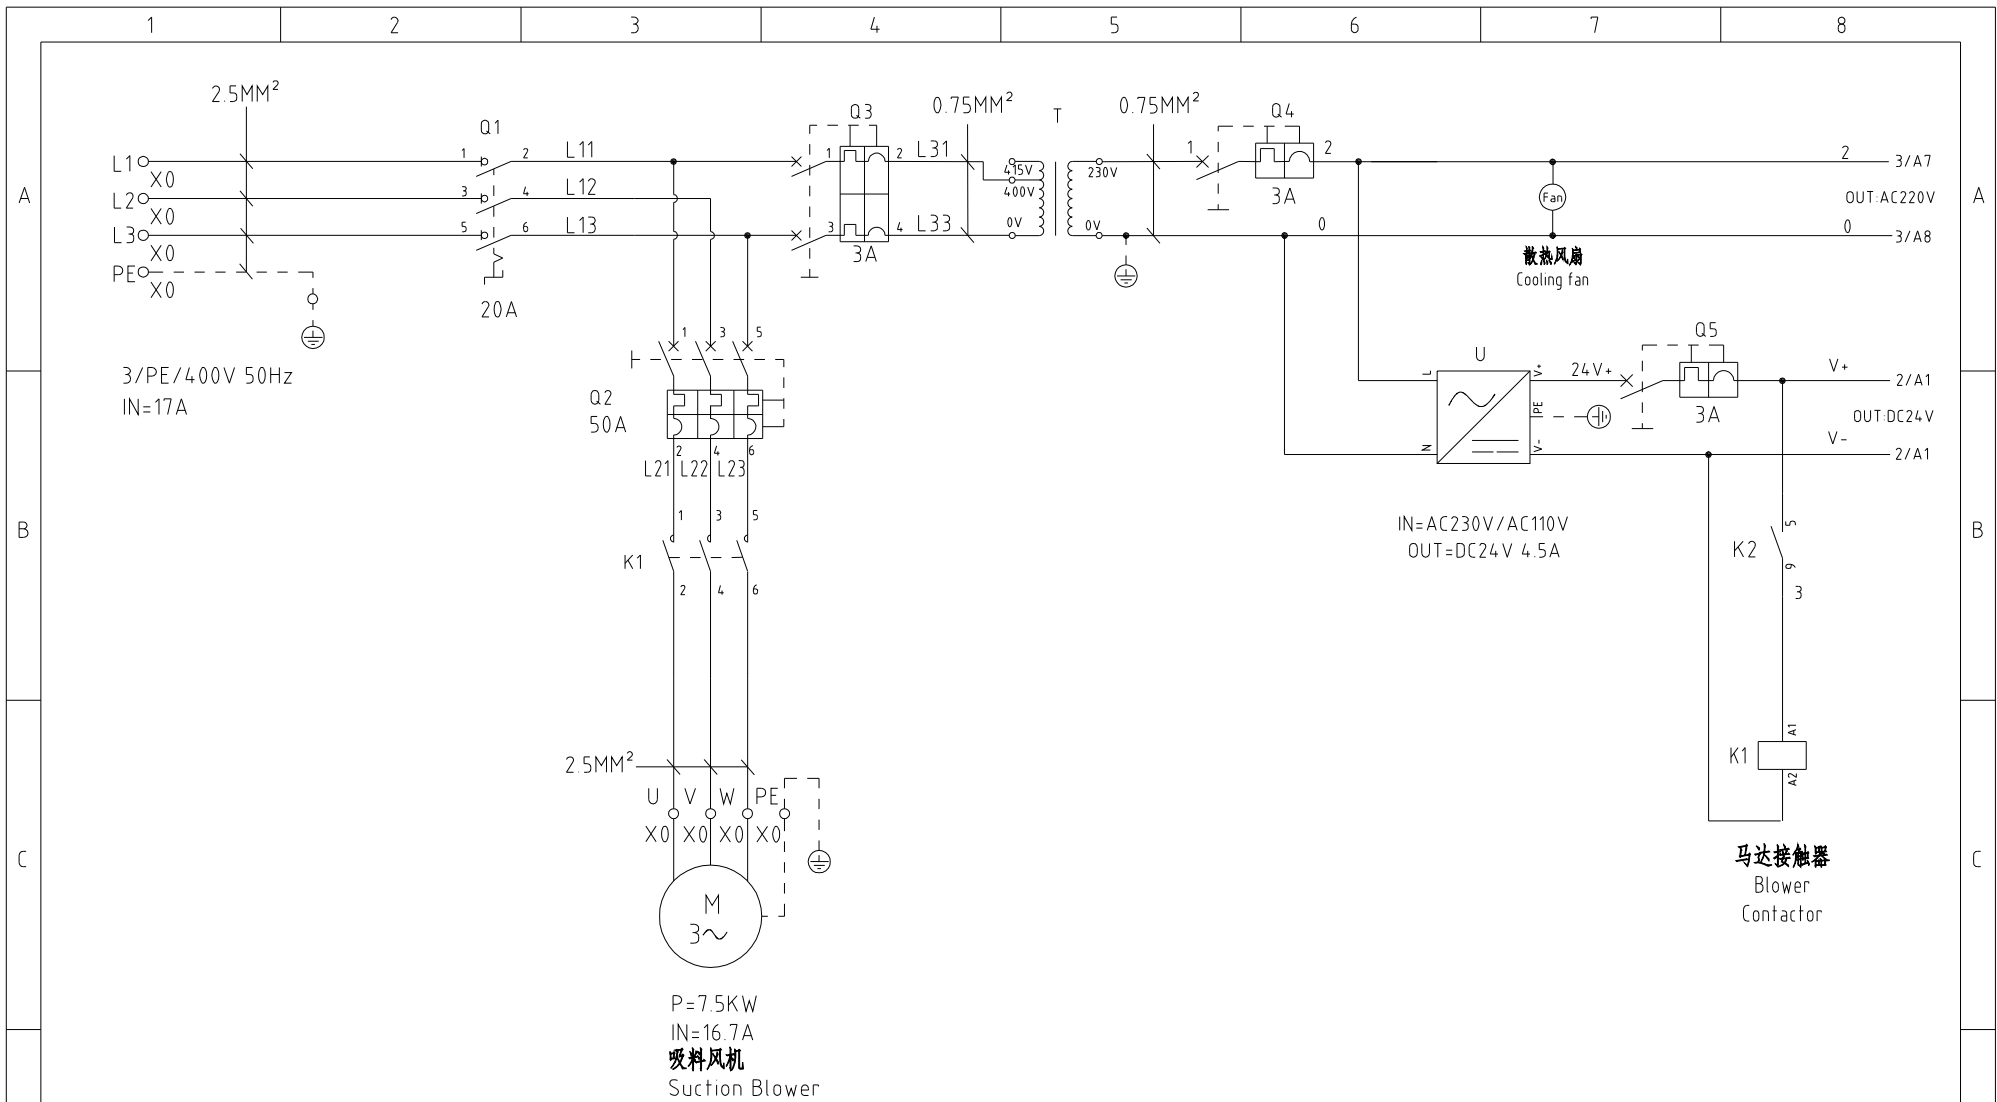 1 2 3 4 5 6 7 8
A A
B B
C C
2.5MM²
Q1
L1
X0
L2
X0
L3
X0
PE
X0
1 2
3 4
5 6
L11
L12
L13
20A
3/PE/400V 50Hz
IN=17A
Q3
1 2
3 4
3A
L31
L33
0.75MM²
T
415V
400V
0V
230V
0V
0.75MM²
Q4
1 2
3A
0
Fan
散热风扇
Cooling fan
2
3/A7
OUT:AC220V
0
3/A8
1 3 5
Q2
50A
2 4 6
L21 L22 L23
1 3 5
K1
2 4 6
2.5MM²
U V W PE
X0 X0 X0 X0
M
3~
P=7.5KW
IN=16.7A
吸料风机
Suction Blower
U
L
N
V+
PE
V-
24V+
Q5
3A
V+
2/A1
OUT:DC24V
V-
2/A1
IN=AC230V/AC110V
OUT=DC24V 4.5A
K2
5
9
3
K1
A1
A2
马达接触器
Blower
Contactor